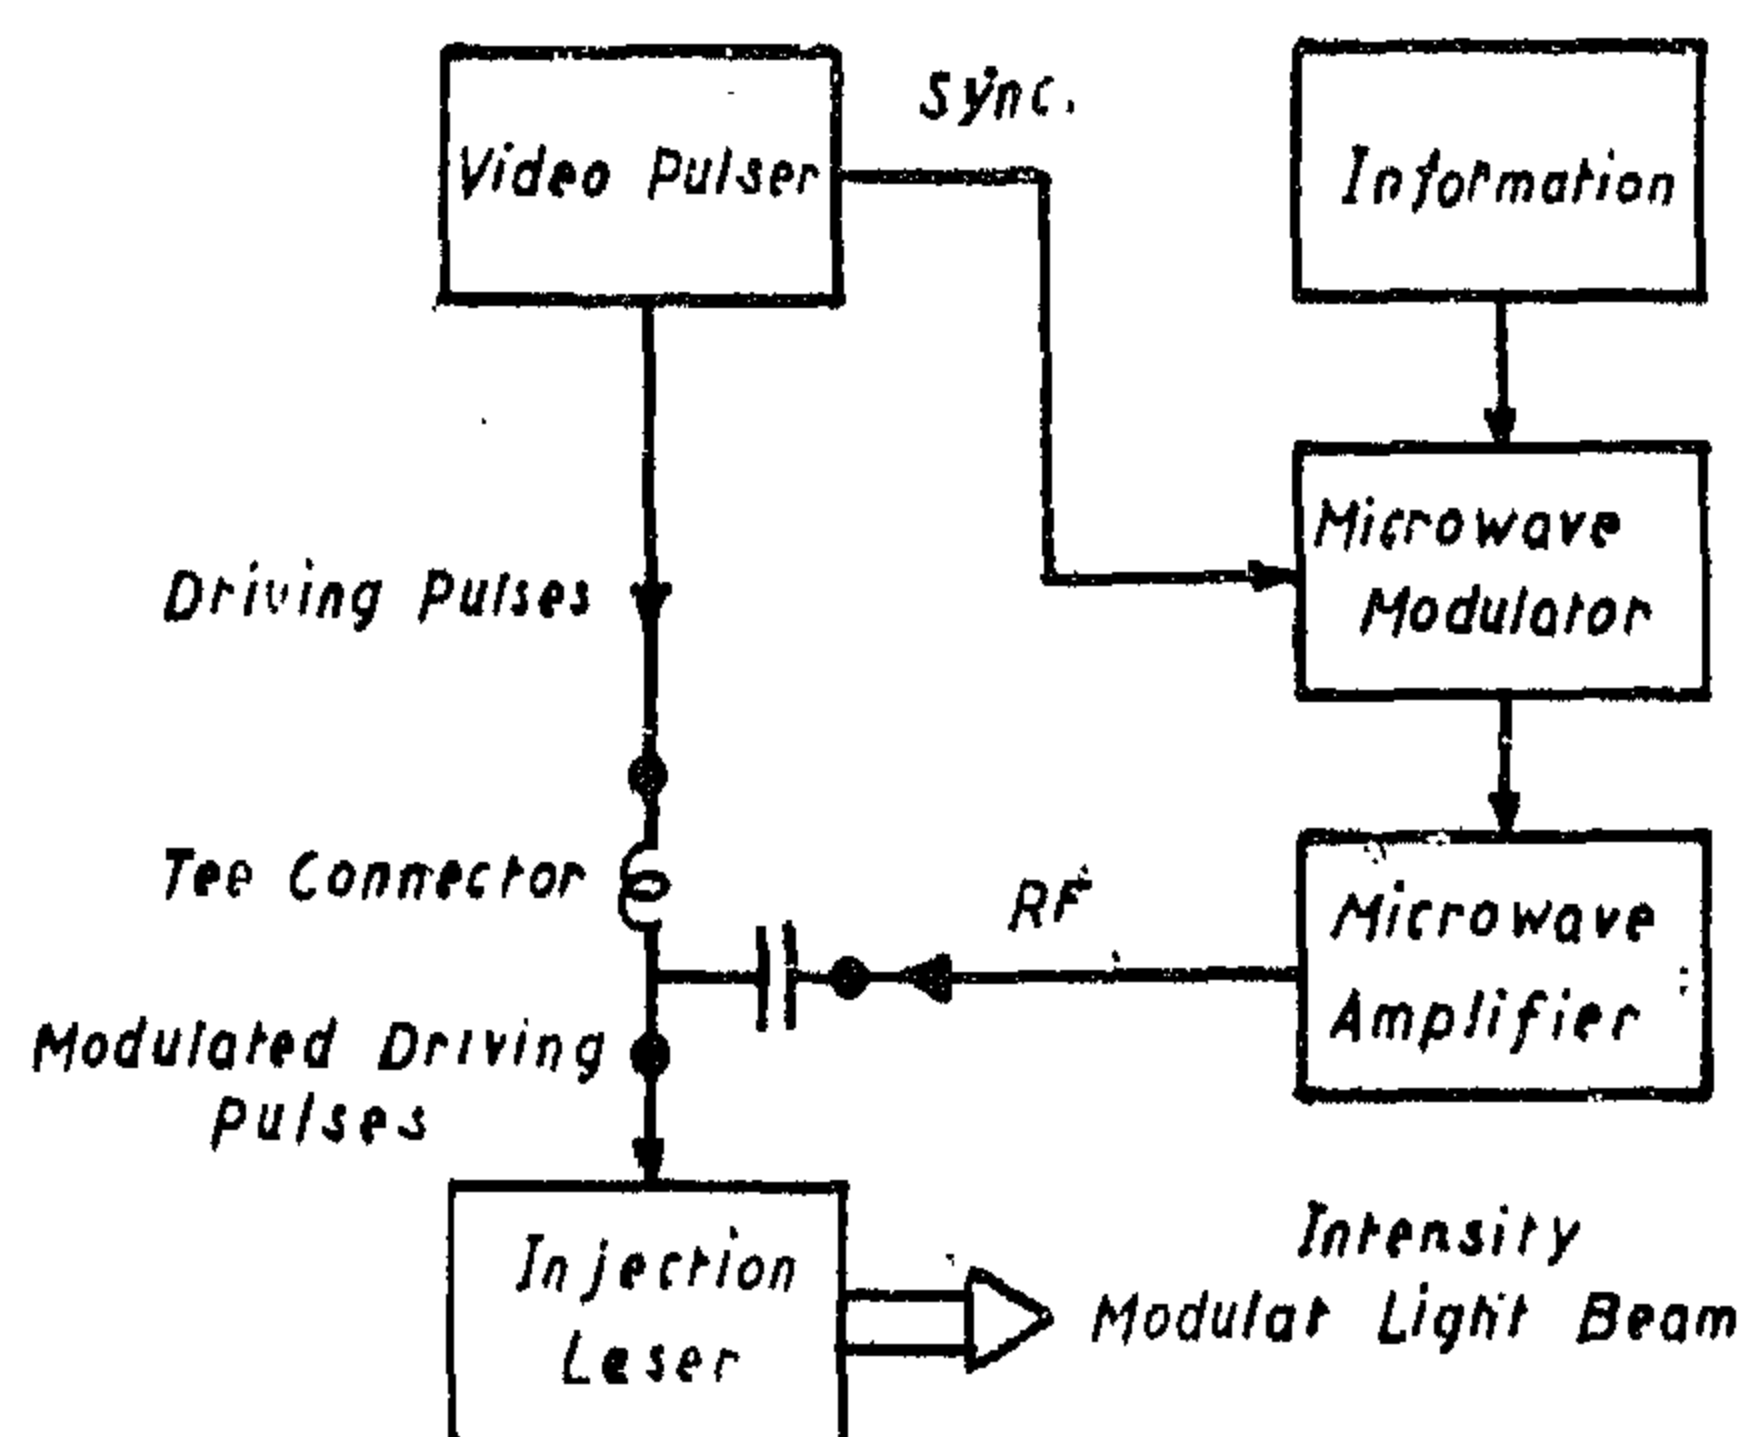 Sync.
Video Pulser
Information
Microwave
Modulator
Driving Pulses
Tee Connector
RF
Microwave
Amplifier
Modulated Driving
Pulses
Injection
Laser
Intensity
Modulat Light Beam